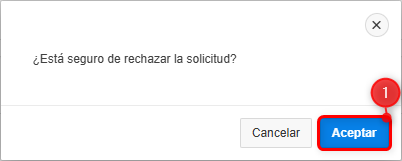 ¿Está seguro de rechazar la solicitud?
1
Cancelar Aceptar